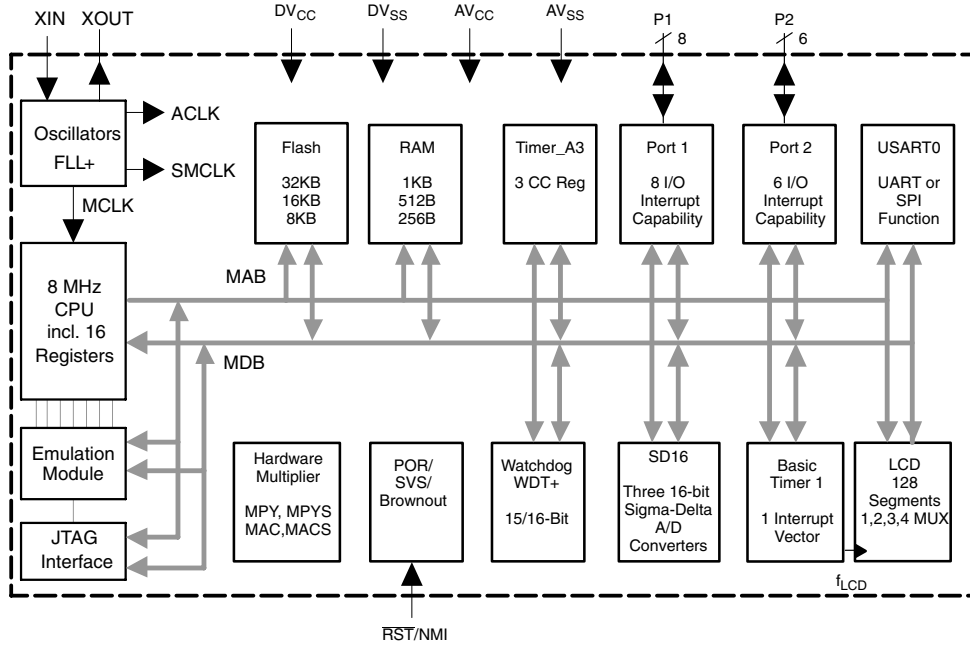 XIN XOUT DVCC DVSS AVCC AVSS P1 P2
8 6
Oscillators
FLL+
ACLK
SMCLK
MCLK
8 MHz
CPU
incl. 16
Registers
MAB
MDB
Flash
32KB
16KB
8KB
RAM
1KB
512B
256B
Timer_A3
3 CC Reg
Port 1
8 I/O
Interrupt
Capability
Port 2
6 I/O
Interrupt
Capability
USART0
UART or
SPI
Function
Emulation
Module
JTAG
Interface
Hardware
Multiplier
MPY, MPYS
MAC,MACS
POR/
SVS/
Brownout
Watchdog
WDT+
15/16-Bit
SD16
Three 16-bit
Sigma-Delta
A/D
Converters
Basic
Timer 1
1 Interrupt
Vector
LCD
128
Segments
1,2,3,4 MUX
fLCD
RST/NMI